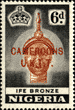 6d
CAMEROONS
U.K.T.T.
IFE BRONZE
NIGERIA